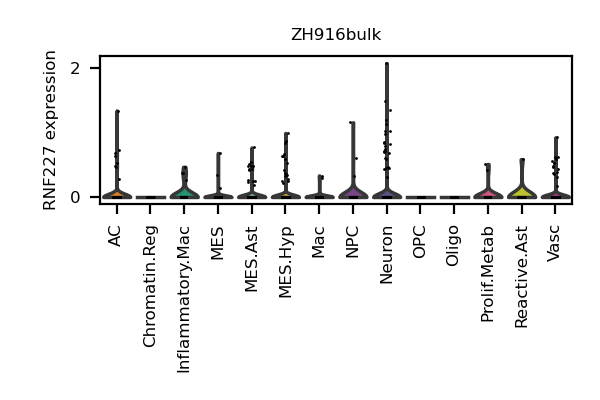 ZH916bulk
RNF227 expression
2
0
AC
Chromatin.Reg
Inflammatory.Mac
MES
MES.Ast
MES.Hyp
Mac
NPC
Neuron
OPC
Oligo
Prolif.Metab
Reactive.Ast
Vasc